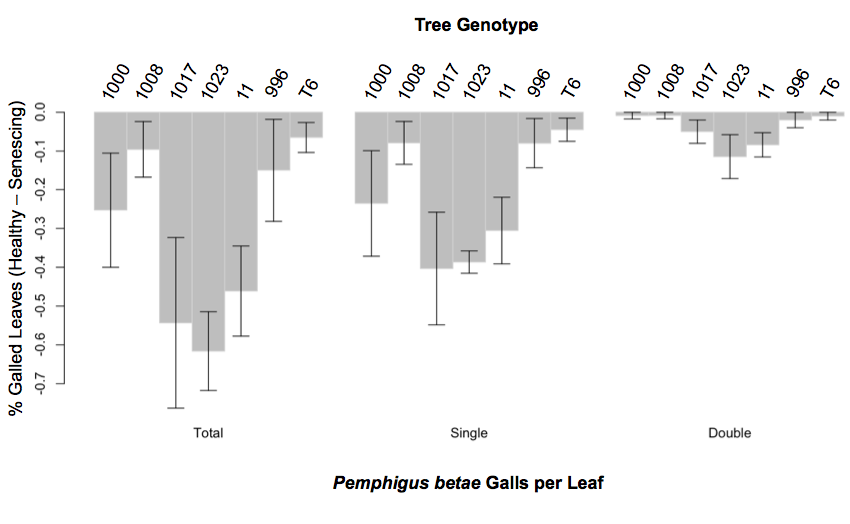 Tree Genotype
1000 1008 1017 1023 11 996 T6 1000 1008 1017 1023 11 996 T6 1000 1008 1017 1023 11 996 T6
% Galled Leaves (Healthy – Senescing)
0.0
-0.1
-0.2
-0.3
-0.4
-0.5
-0.6
-0.7
Total Single Double
Pemphigus betae Galls per Leaf